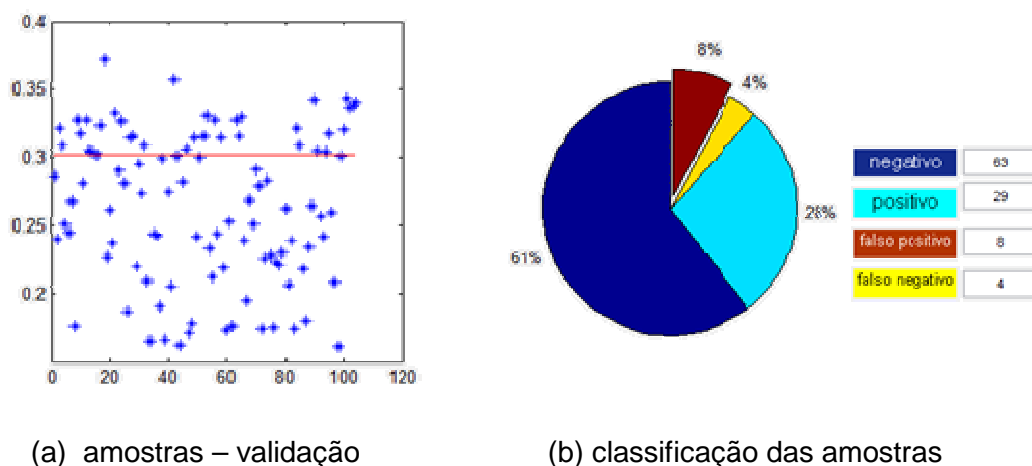 0.4
0.35
0.3
0.25
0.2
0 20 40 60 80 100 120
8%
4%
28%
61%
negativo 63
positivo 29
falso positivo 8
falso negativo 4
(a) amostras – validação
(b) classificação das amostras